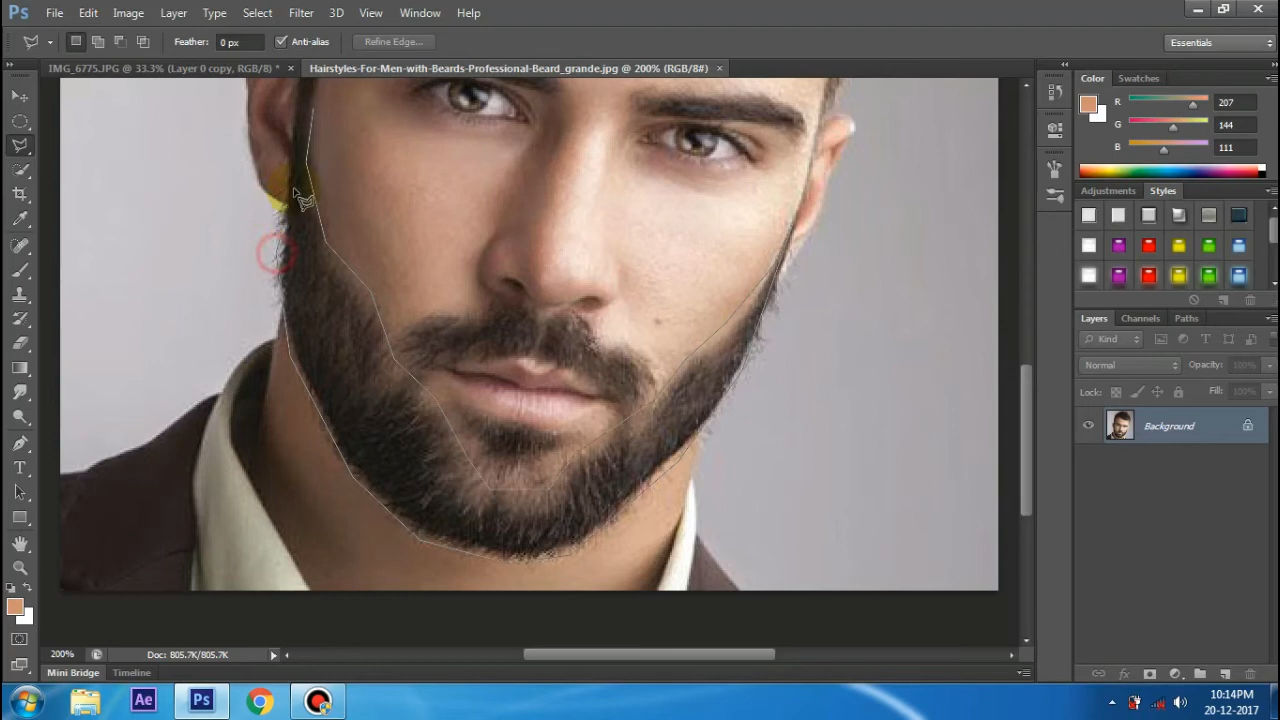 Ps File Edit Image Layer Type Select Filter 3D View Window Help
Feather: 0 px Anti-alias Refine Edge... Essentials
IMG_6775.JPG @ 33.3% (Layer 0 copy, RGB/8) * × Hairstyles-For-Men-with-Beards-Professional-Beard_grande.jpg @ 200% (RGB/8#) ×
Color Swatches
R 207
G 144
B 111
Adjustments Styles
Layers Channels Paths
Kind
Normal Opacity: 100%
Lock: Fill: 100%
Background
200% Doc: 805.7K/805.7K
Mini Bridge Timeline
Ae Ps
10:14PM
20-12-2017